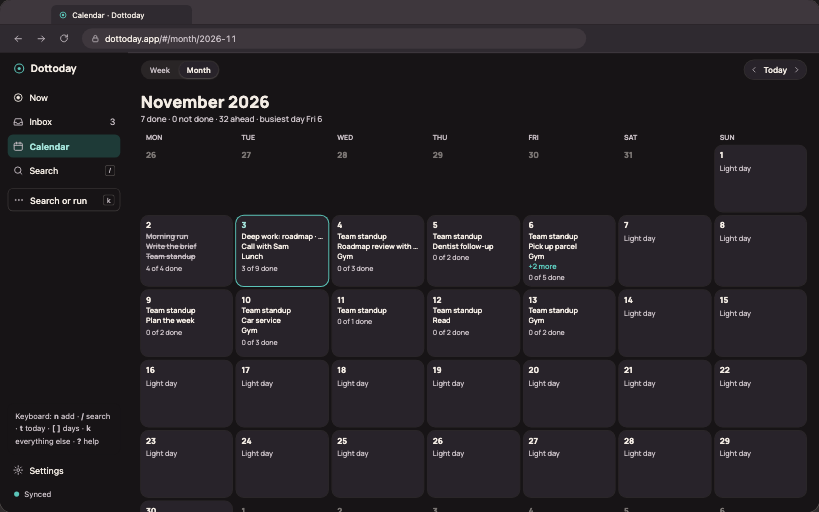 Calendar · Dottoday
dottoday.app/#/month/2026-11
Dottoday
Now
Inbox 3
Calendar
Search /
Search or run k
Keyboard: n add · / search
· t today · [ ] days · k
everything else · ? help
Settings
Synced
Week Month
Today
November 2026
7 done · 0 not done · 32 ahead · busiest day Fri 6
MON TUE WED THU FRI SAT SUN
26 27 28 29 30 31
1
Light day
2
Morning run
Write the brief
Team standup
4 of 4 done
3
Deep work: roadmap · …
Call with Sam
Lunch
3 of 9 done
4
Team standup
Roadmap review with …
Gym
0 of 3 done
5
Team standup
Dentist follow-up
0 of 2 done
6
Team standup
Pick up parcel
Gym
+2 more
0 of 5 done
7
Light day
8
Light day
9
Team standup
Plan the week
0 of 2 done
10
Team standup
Car service
Gym
0 of 3 done
11
Team standup
0 of 1 done
12
Team standup
Read
0 of 2 done
13
Team standup
Gym
0 of 2 done
14
Light day
15
Light day
16
Light day
17
Light day
18
Light day
19
Light day
20
Light day
21
Light day
22
Light day
23
Light day
24
Light day
25
Light day
26
Light day
27
Light day
28
Light day
29
Light day
30 1 2 3 4 5 6